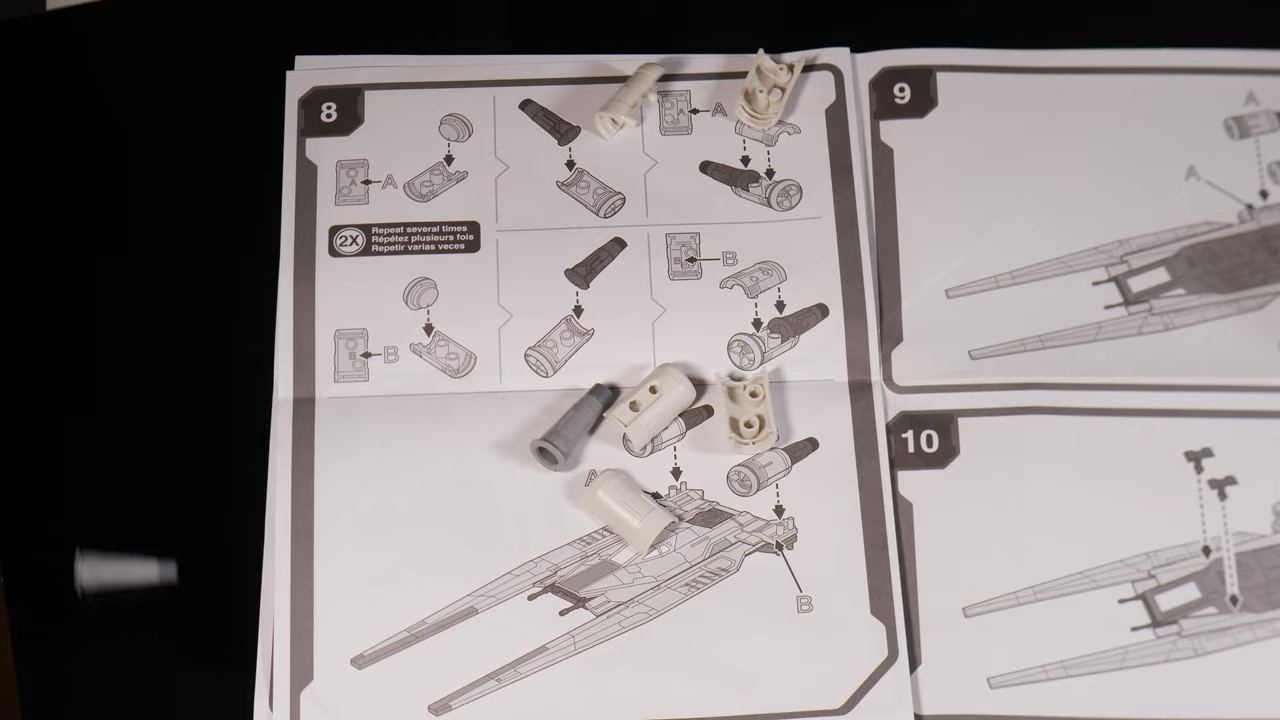 8
A
A
2X
Repeat several times
Répétez plusieurs fois
Repetir varias veces
B
B
A
B
9
A
A
10